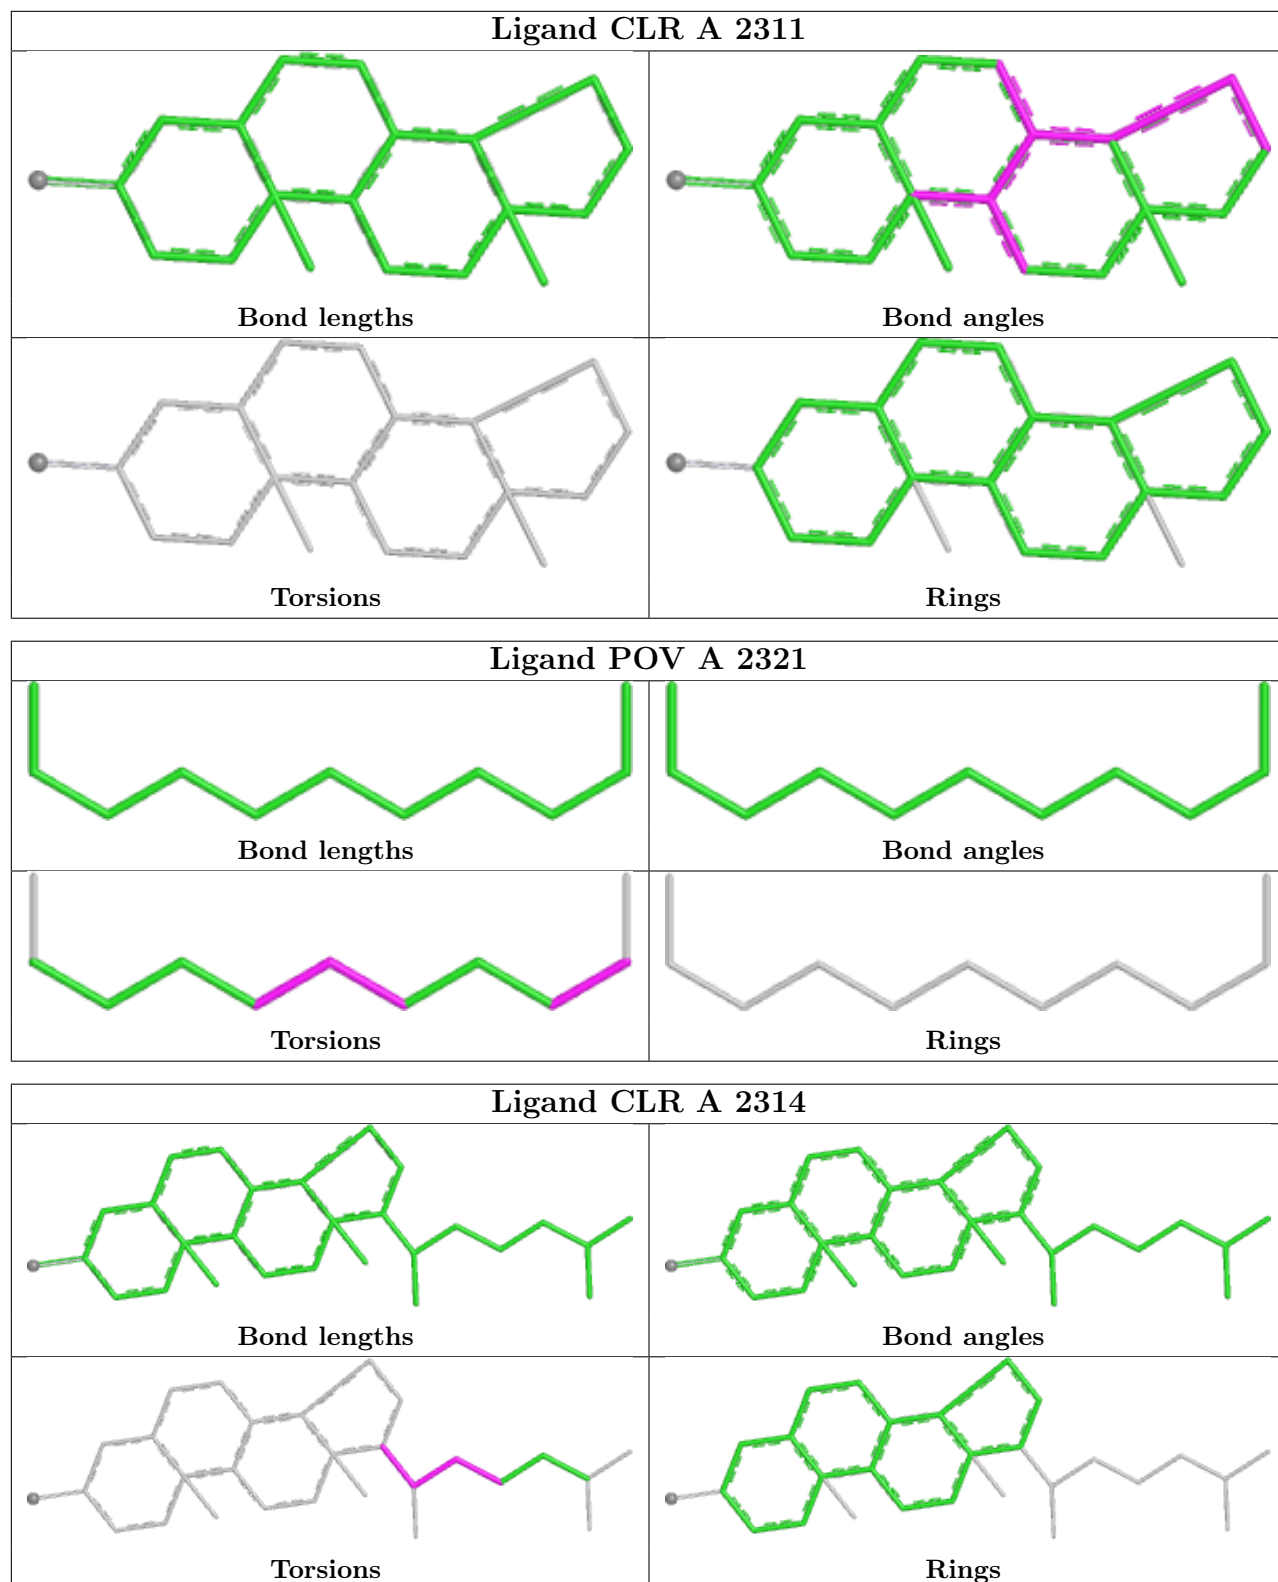 Ligand CLR A 2311
Bond lengths
Bond angles
Torsions
Rings
Ligand POV A 2321
Bond lengths
Bond angles
Torsions
Rings
Ligand CLR A 2314
Bond lengths
Bond angles
Torsions
Rings